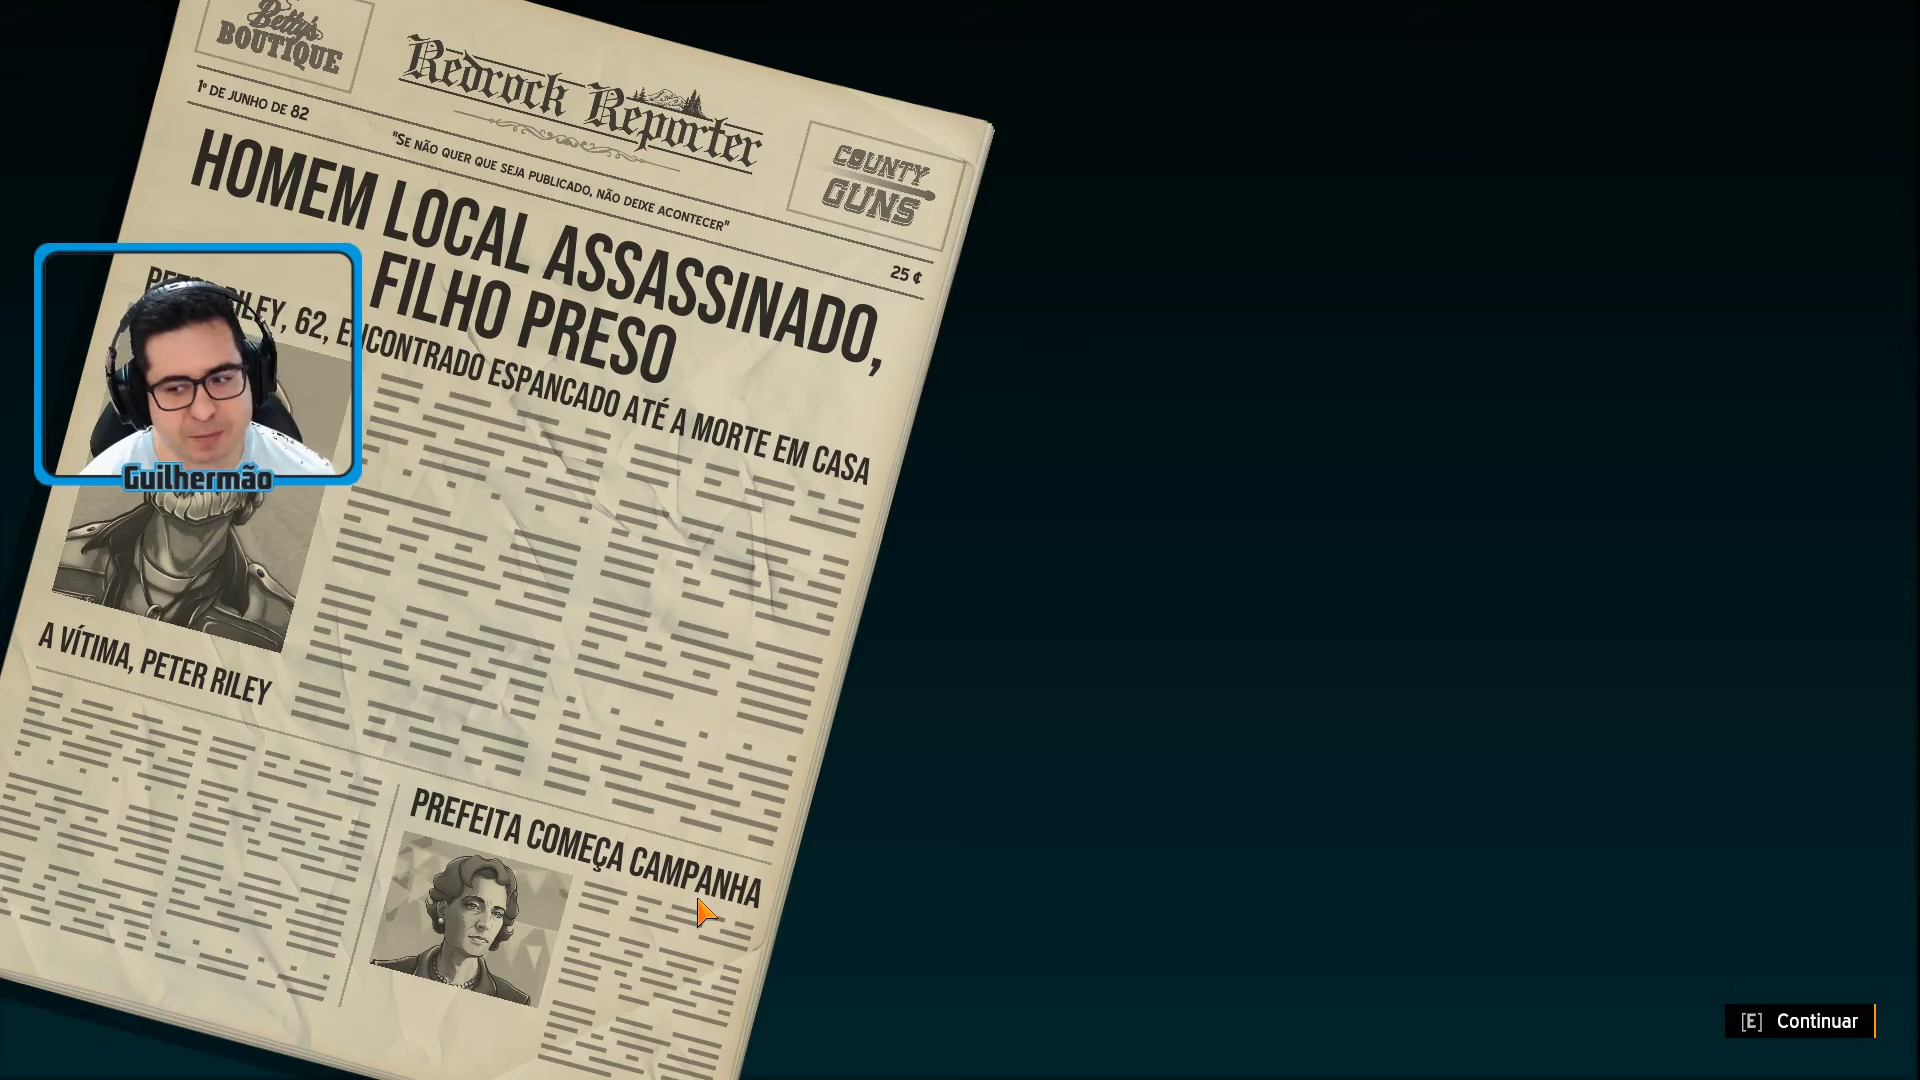 Betty's
BOUTIQUE
Redrock Reporter
COUNTY
GUNS
1º DE JUNHO DE 82
"SE NÃO QUER QUE SEJA PUBLICADO, NÃO DEIXE ACONTECER"
25 ¢
HOMEM LOCAL ASSASSINADO,
FILHO PRESO
RILEY, 62, ENCONTRADO ESPANCADO ATÉ A MORTE EM CASA
Guilhermão
A VÍTIMA, PETER RILEY
PREFEITA COMEÇA CAMPANHA
[E] Continuar